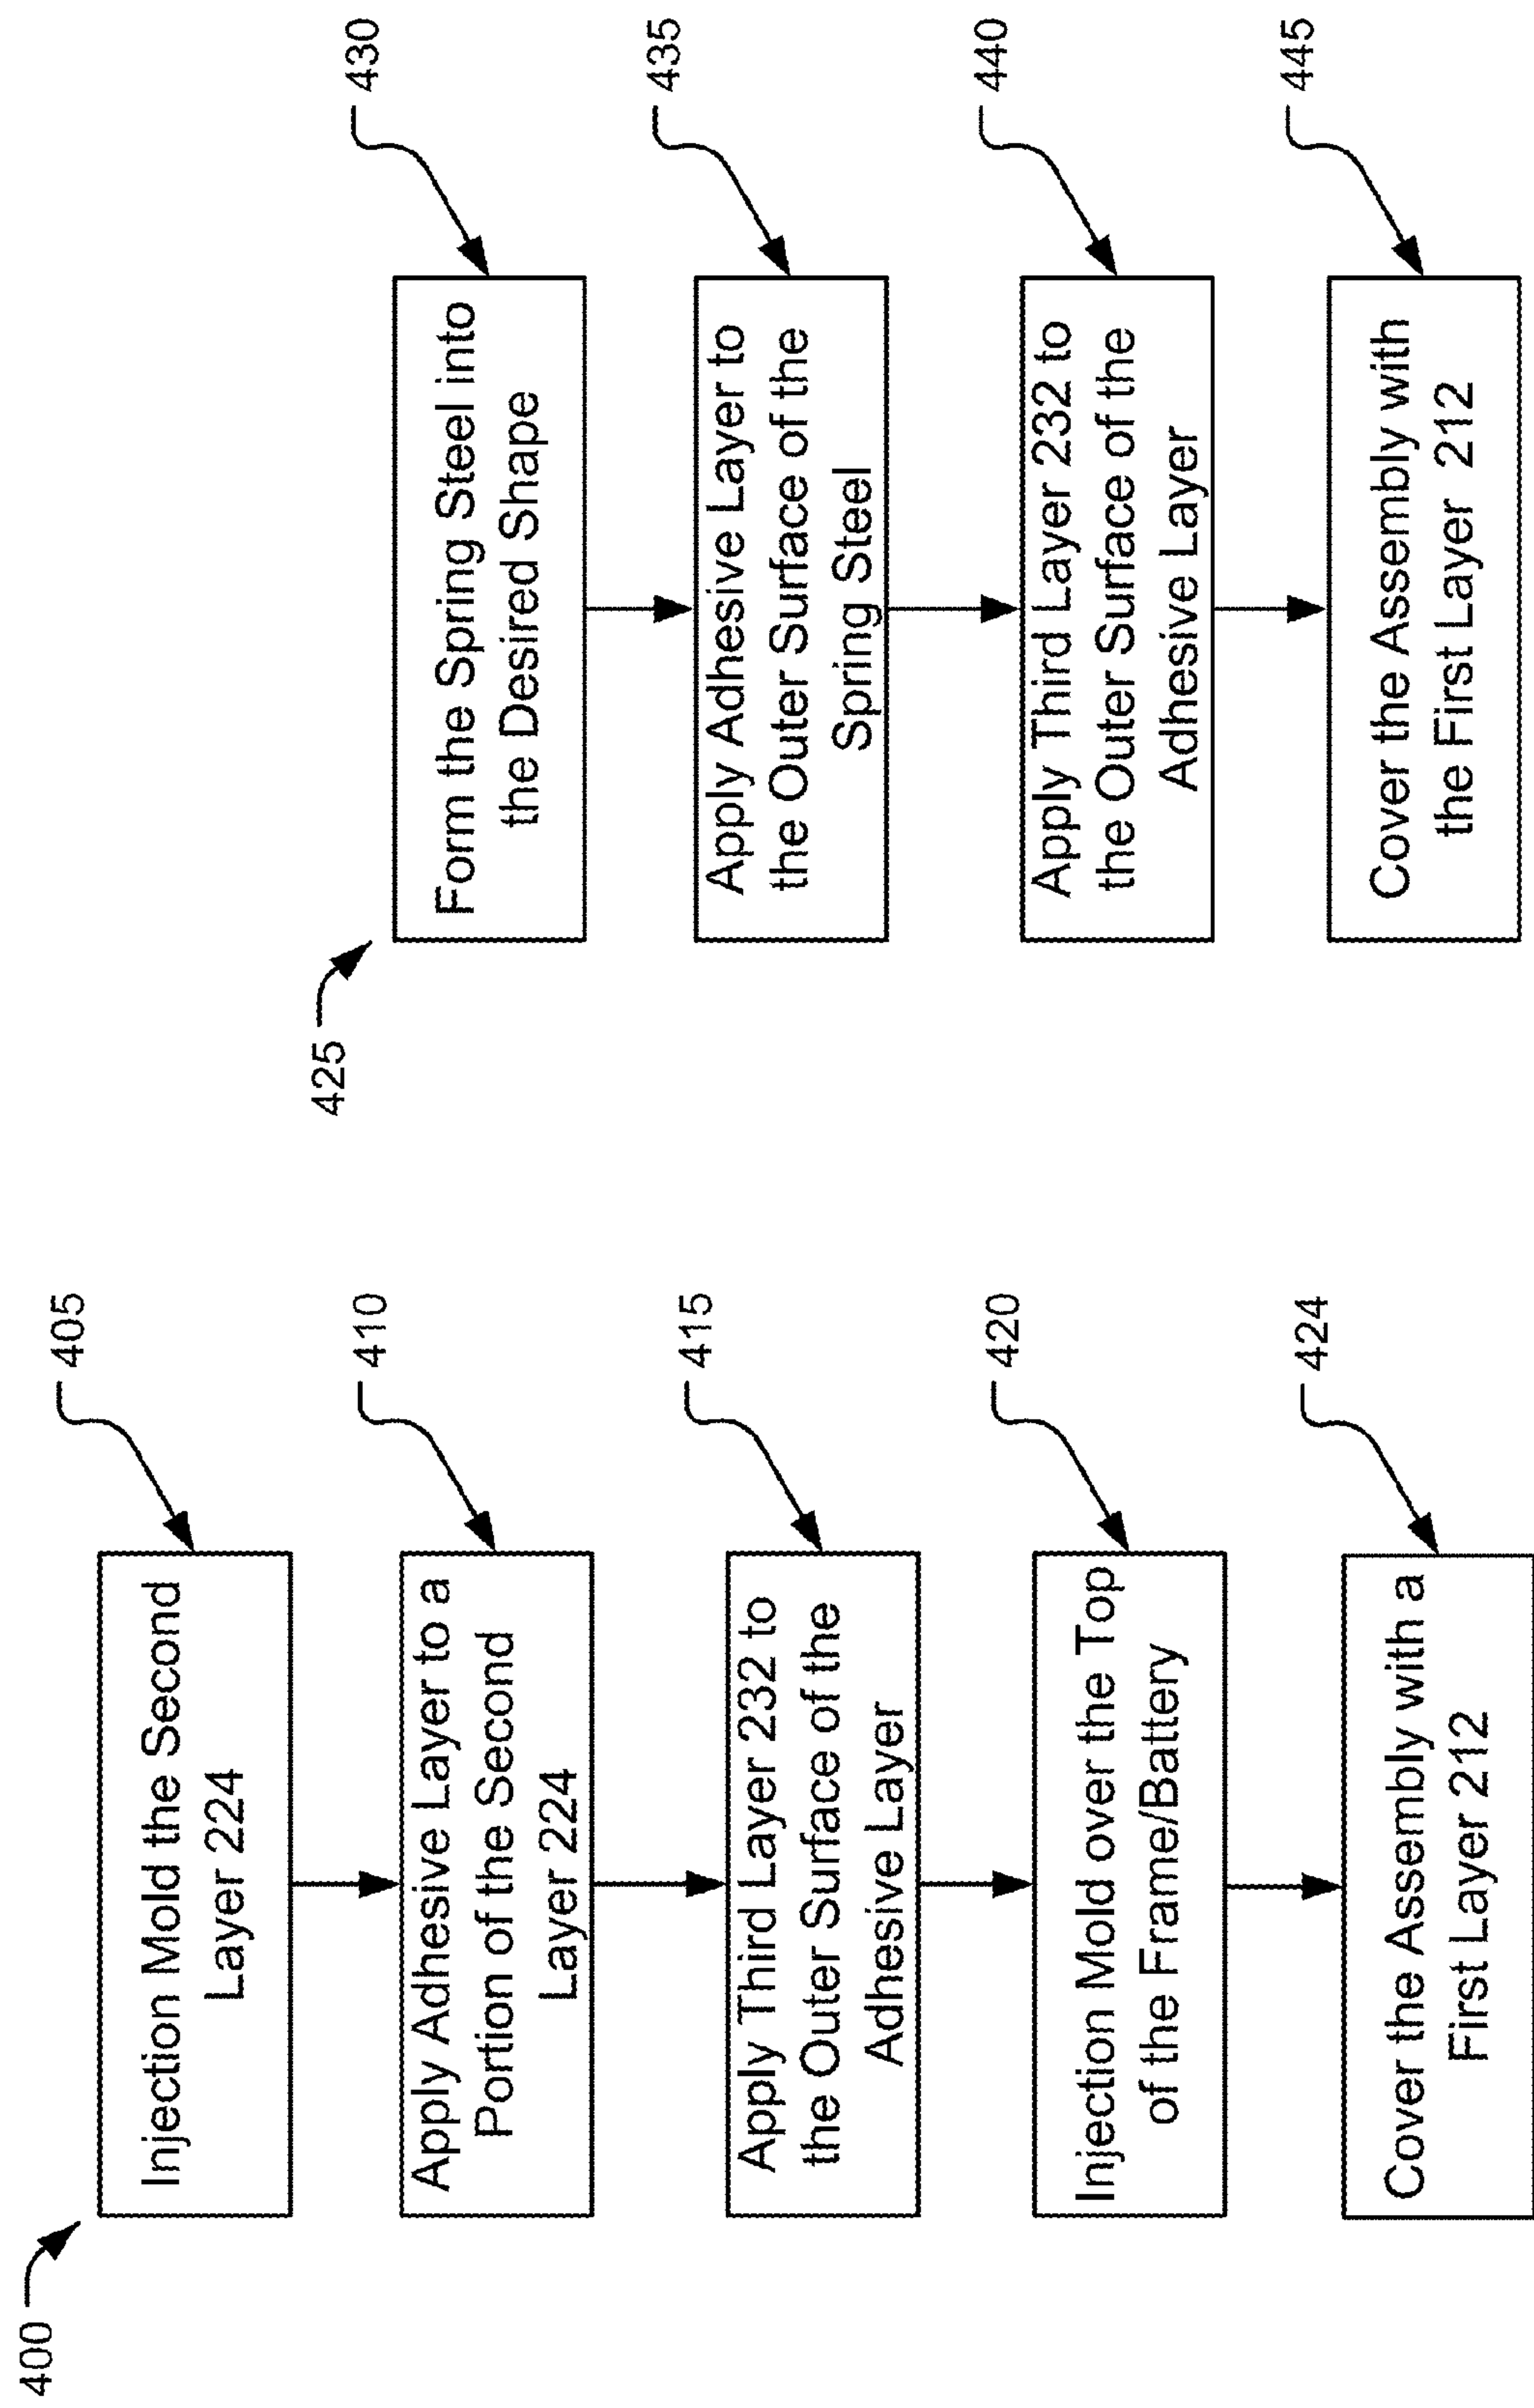 400
405
Injection Mold the Second
Layer 224
410
Apply Adhesive Layer to a
Portion of the Second
Layer 224
415
Apply Third Layer 232 to
the Outer Surface of the
Adhesive Layer
420
Injection Mold over the Top
of the Frame/Battery
424
Cover the Assembly with a
First Layer 212
425
430
Form the Spring Steel into
the Desired Shape
435
Apply Adhesive Layer to
the Outer Surface of the
Spring Steel
440
Apply Third Layer 232 to
the Outer Surface of the
Adhesive Layer
445
Cover the Assembly with
the First Layer 212